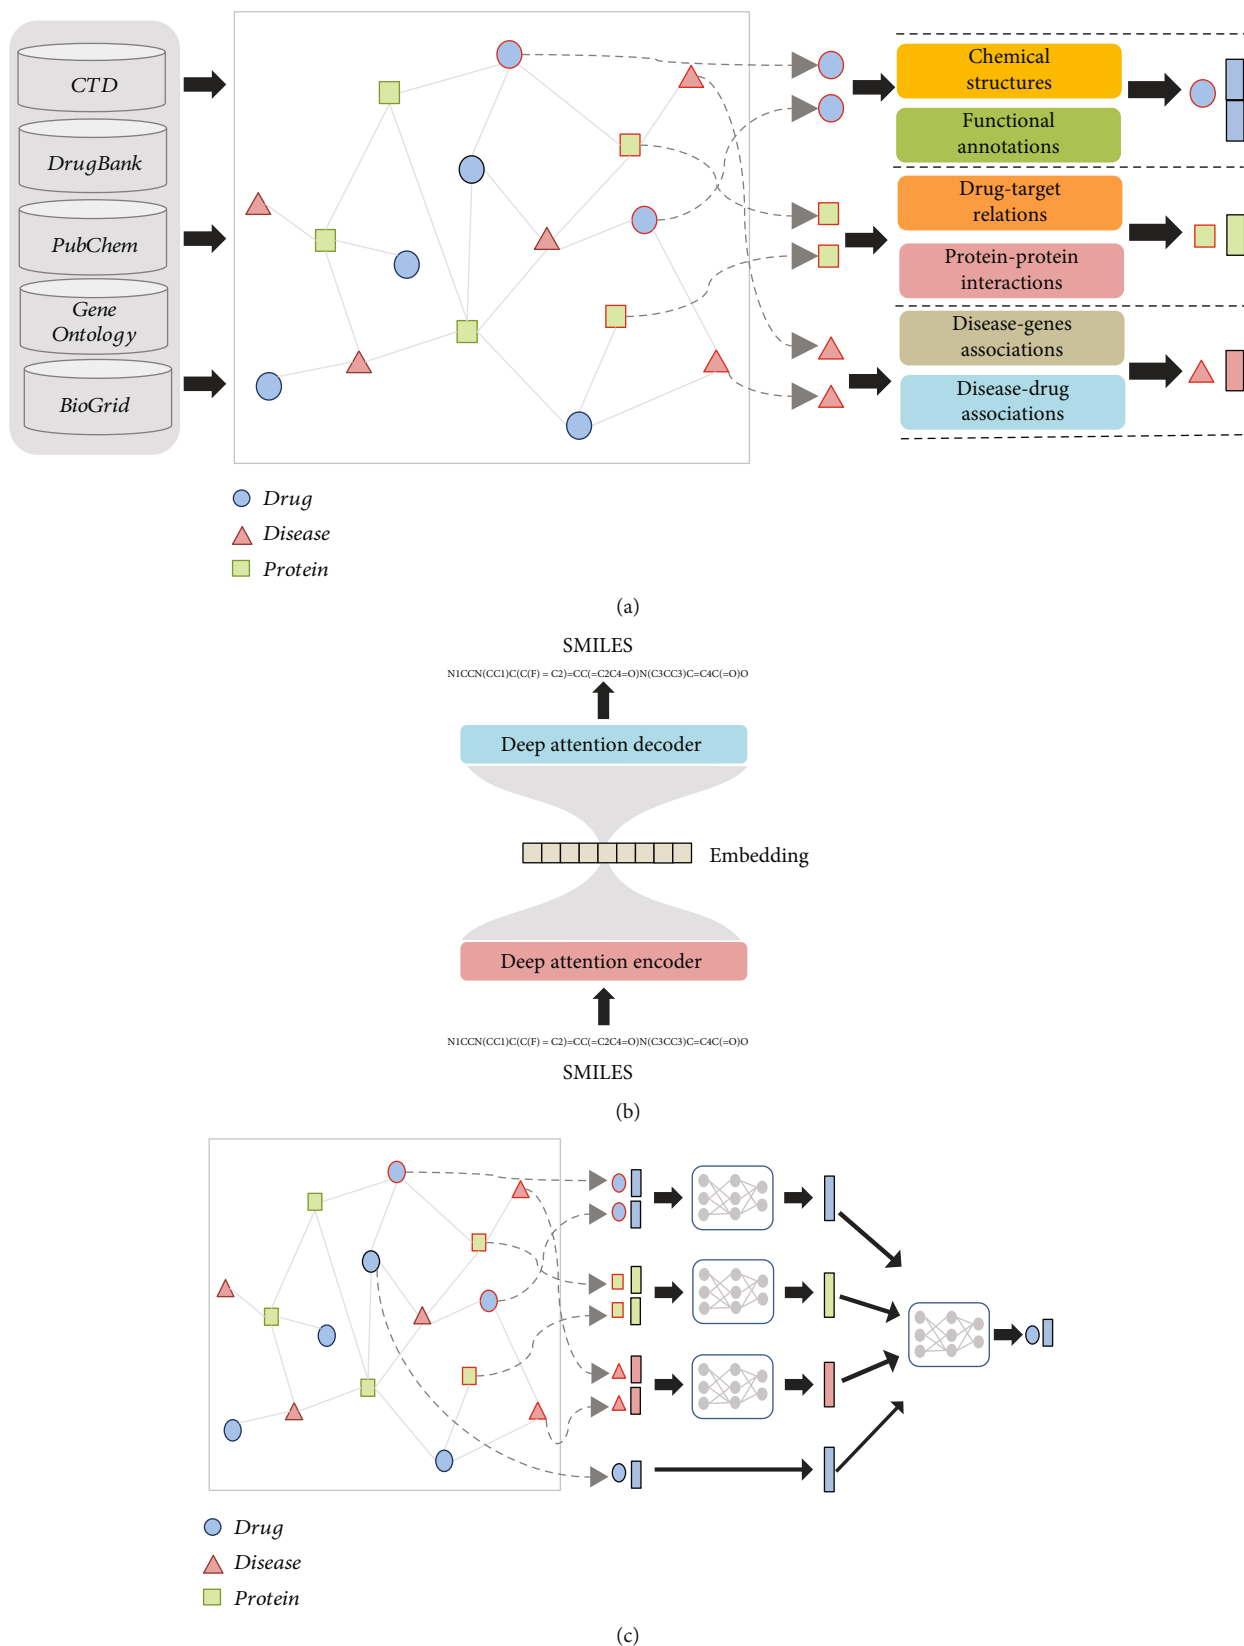 CTD
DrugBank
PubChem
Gene
Ontology
BioGrid
Chemical
structures
Functional
annotations
Drug-target
relations
Protein-protein
interactions
Disease-genes
associations
Disease-drug
associations
Drug
Disease
Protein
(a)
SMILES
N1CCN(CC1)C(C(F) = C2)=CC(=C2C4=O)N(C3CC3)C=C4C(=O)O
Deep attention decoder
Embedding
Deep attention encoder
N1CCN(CC1)C(C(F) = C2)=CC(=C2C4=O)N(C3CC3)C=C4C(=O)O
SMILES
(b)
Drug
Disease
Protein
(c)